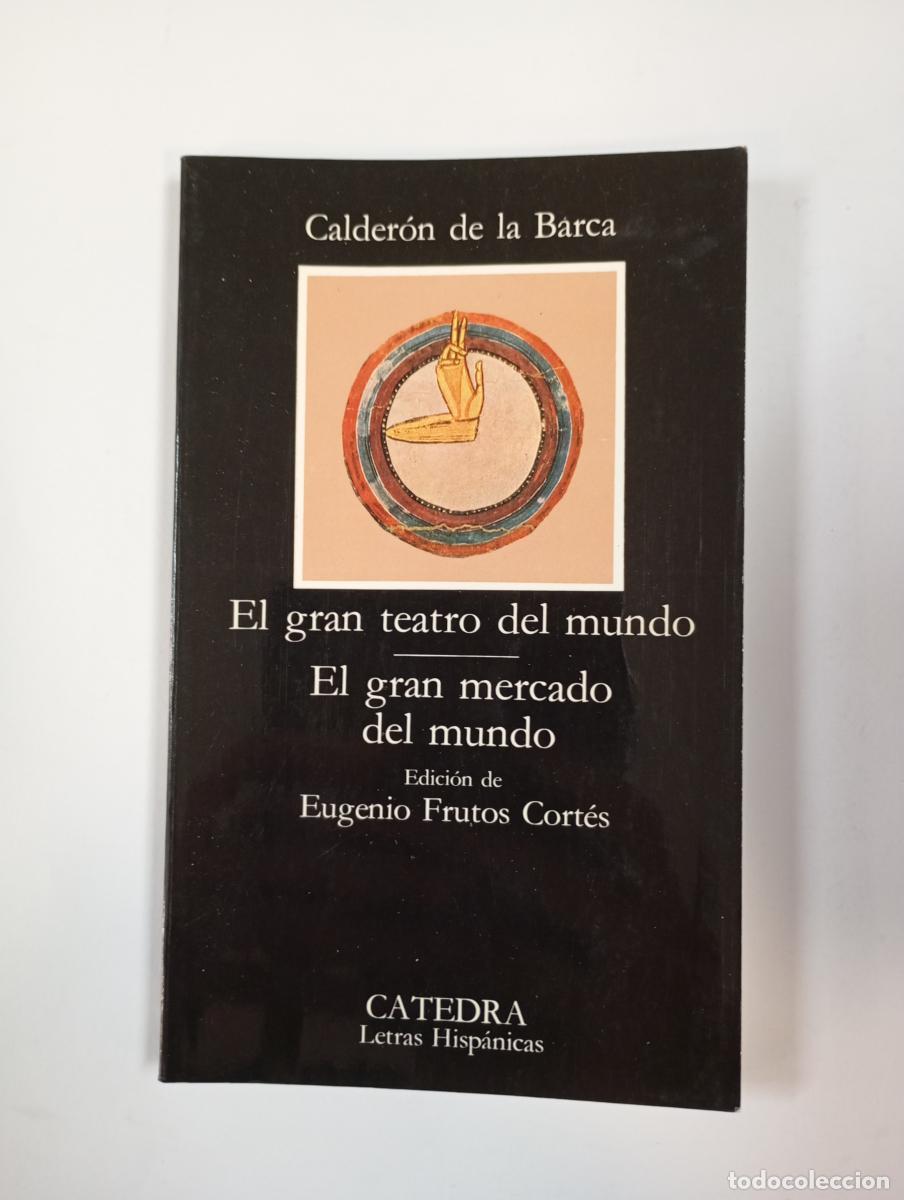 Calderón de la Barca
El gran teatro del mundo
El gran mercado
del mundo
Edición de
Eugenio Frutos Cortés
CATEDRA
Letras Hispánicas
todocoleccion